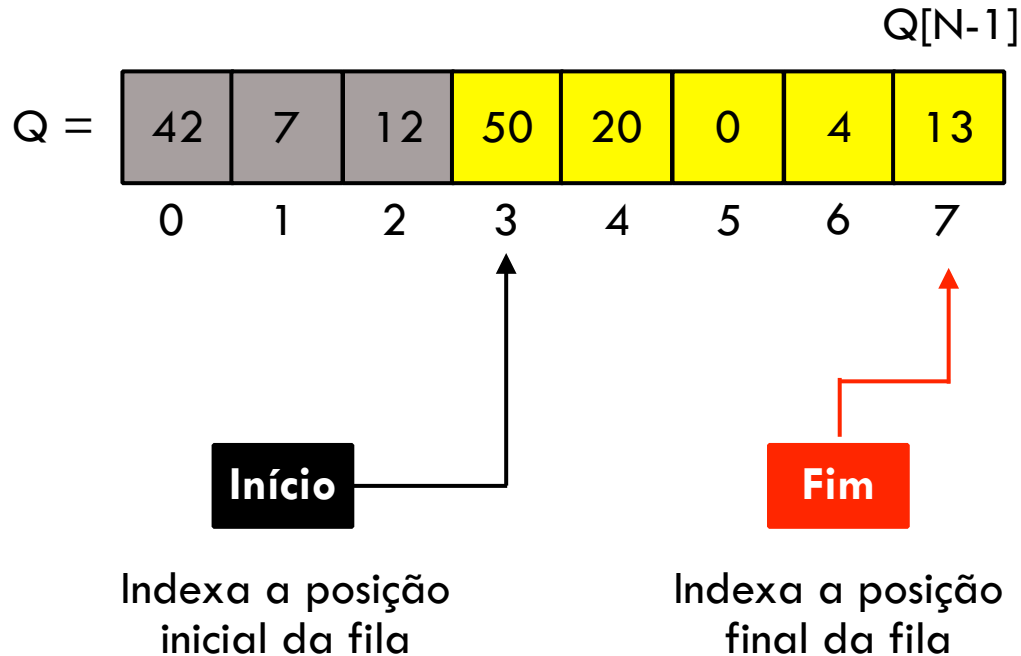 Q[N-1]
Q = 42 7 12 50 20 0 4 13
0 1 2 3 4 5 6 7
Início Fim
Indexa a posição
inicial da fila
Indexa a posição
final da fila